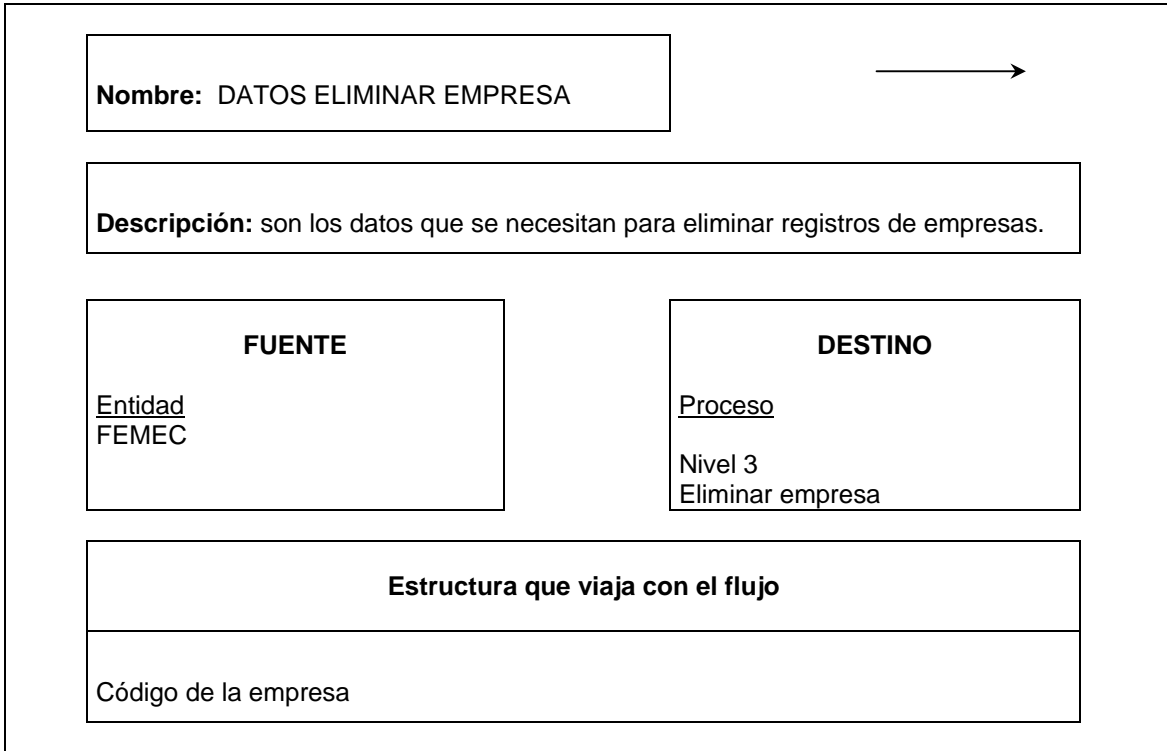 Nombre: DATOS ELIMINAR EMPRESA
Descripción: son los datos que se necesitan para eliminar registros de empresas.
FUENTE
Entidad
FEMEC
DESTINO
Proceso
Nivel 3
Eliminar empresa
Estructura que viaja con el flujo
Código de la empresa